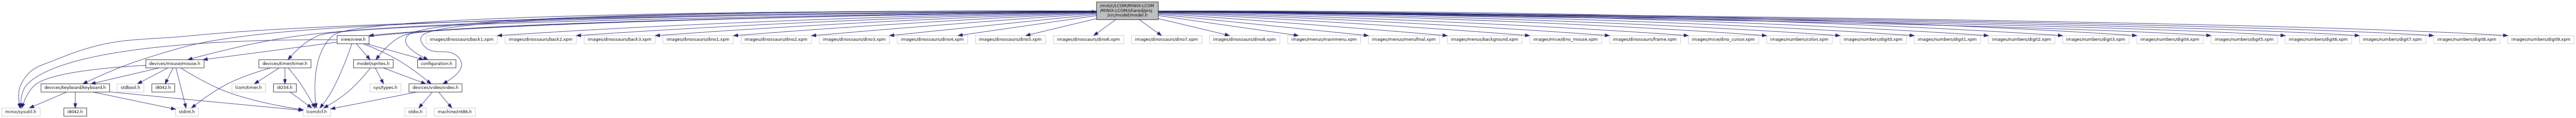 /mnt/c/LCOM/MINIX-LCOM
/MINIX-LCOM/shared/proj
/src/model/model.h
view/view.h
images/dinossaurs/back1.xpm
images/dinossaurs/back2.xpm
images/dinossaurs/back3.xpm
images/dinossaurs/dino1.xpm
images/dinossaurs/dino2.xpm
images/dinossaurs/dino3.xpm
images/dinossaurs/dino4.xpm
images/dinossaurs/dino5.xpm
images/dinossaurs/dino6.xpm
images/dinossaurs/dino7.xpm
images/dinossaurs/dino8.xpm
images/menus/mainmenu.xpm
images/menus/menufinal.xpm
images/menus/background.xpm
images/mice/dino_mouse.xpm
images/dinossaurs/frame.xpm
images/mice/dino_cursor.xpm
images/numbers/colon.xpm
images/numbers/digit0.xpm
images/numbers/digit1.xpm
images/numbers/digit2.xpm
images/numbers/digit3.xpm
images/numbers/digit4.xpm
images/numbers/digit5.xpm
images/numbers/digit6.xpm
images/numbers/digit7.xpm
images/numbers/digit8.xpm
images/numbers/digit9.xpm
devices/mouse/mouse.h
devices/timer/timer.h
model/sprites.h
configuration.h
devices/keyboard/keyboard.h
stdbool.h
i8042.h
lcom/timer.h
i8254.h
sys/types.h
devices/video/video.h
minix/sysutil.h
i8042.h
stdint.h
lcom/lcf.h
stdio.h
machine/int86.h